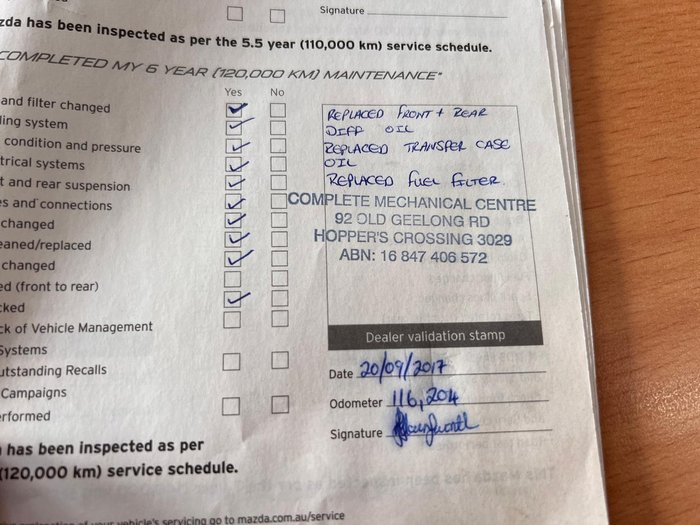 Signature
zda has been inspected as per the 5.5 year (110,000 km) service schedule.
COMPLETED MY 6 YEAR (120,000 KM) MAINTENANCE*
Yes No
and filter changed
ling system
condition and pressure
trical systems
t and rear suspension
es and connections
changed
eaned/replaced
changed
ed (front to rear)
cked
ck of Vehicle Management
Systems
utstanding Recalls
Campaigns
erformed
REPLACED FRONT + REAR
DIFF OIL
REPLACED TRANSFER CASE
OIL
REPLACED FUEL FILTER.
COMPLETE MECHANICAL CENTRE
92 OLD GEELONG RD
HOPPER'S CROSSING 3029
ABN: 16 847 406 572
Dealer validation stamp
Date 20/09/2017
Odometer 116,204
Signature
has been inspected as per
(120,000 km) service schedule.
vehicle's servicing go to mazda.com.au/service